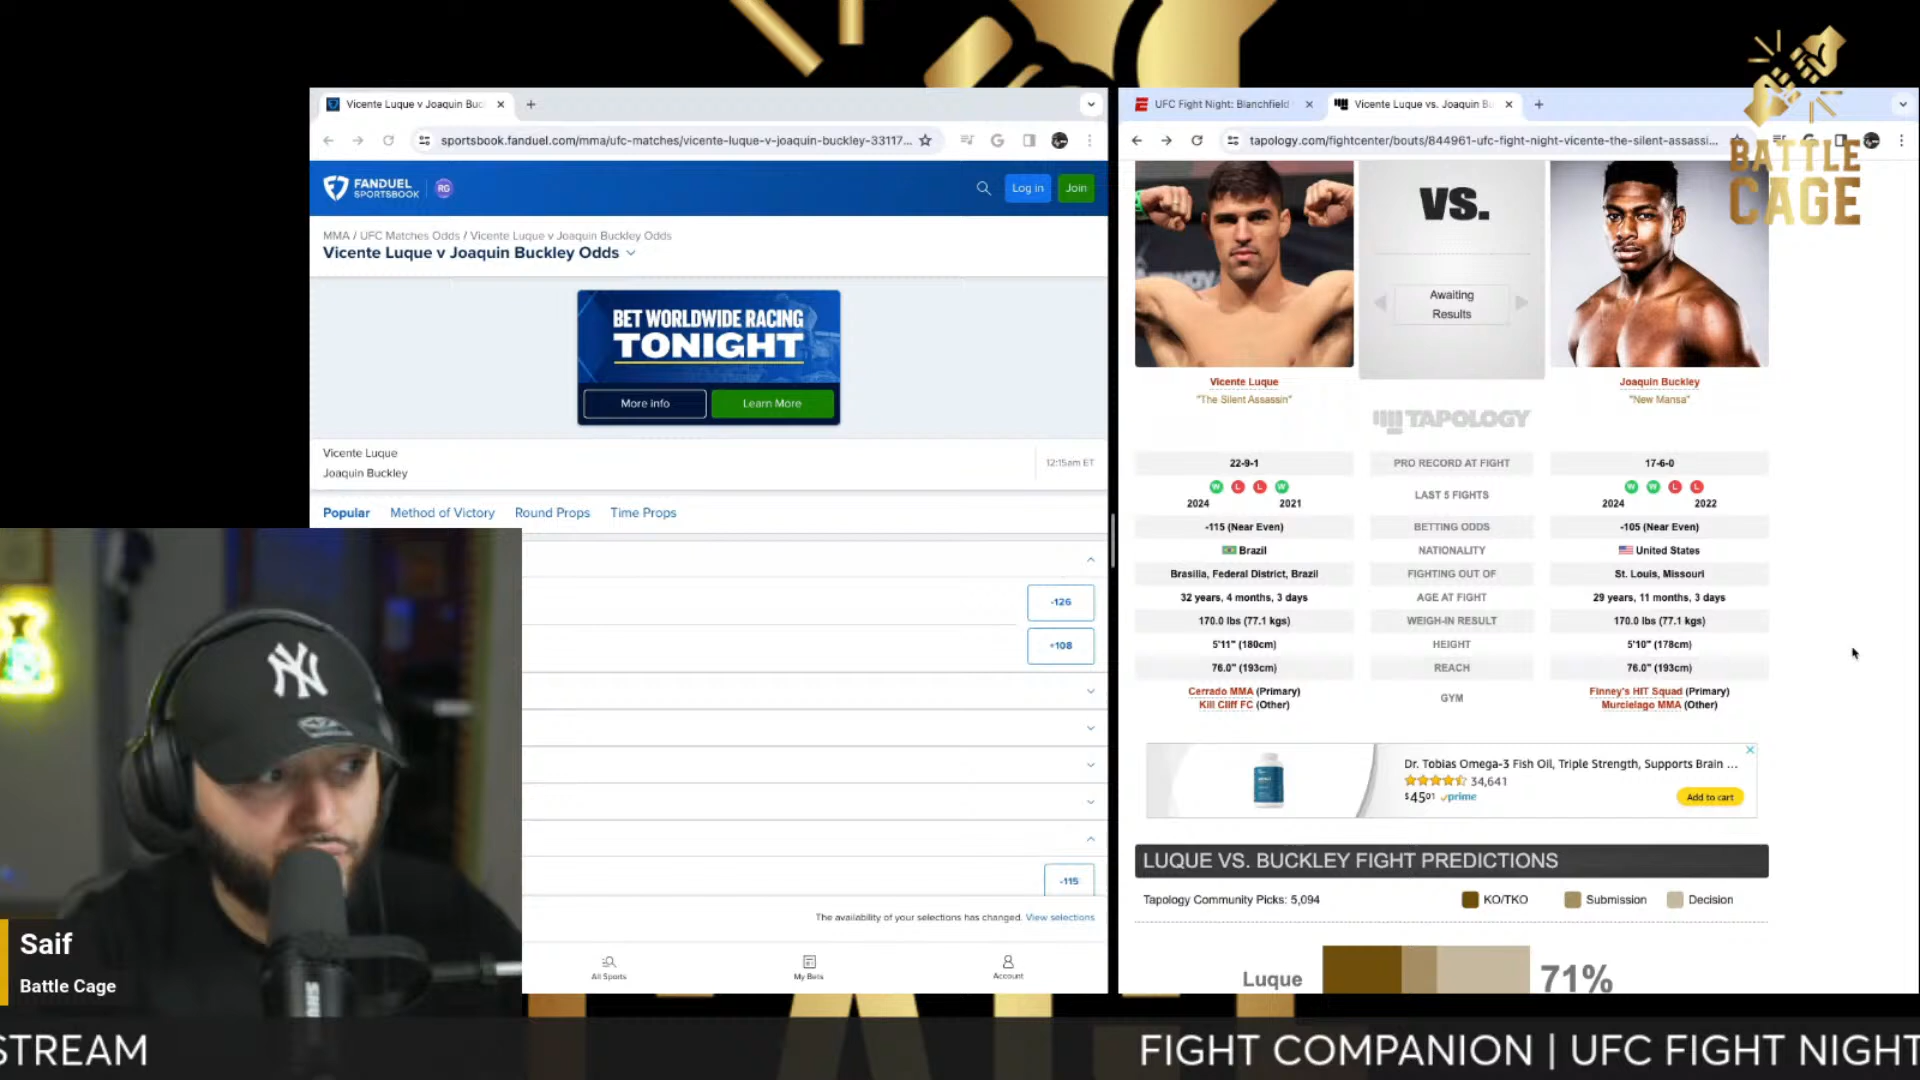 Vicente Luque v Joaquin Buc
sportsbook.fanduel.com/mma/ufc-matches/vicente-luque-v-joaquin-buckley-33117...
FANDUEL
SPORTSBOOK
RG
Log in
Join
MMA / UFC Matches Odds / Vicente Luque v Joaquin Buckley Odds
Vicente Luque v Joaquin Buckley Odds
BET WORLDWIDE RACING
TONIGHT
More info
Learn More
Vicente Luque
Joaquin Buckley
12:15am ET
Popular
Method of Victory
Round Props
Time Props
-126
+108
-115
The availability of your selections has changed. View selections
All Sports
My Bets
Account
UFC Fight Night: Blanchfield
Vicente Luque vs. Joaquin Bu
tapology.com/fightcenter/bouts/844961-ufc-fight-night-vicente-the-silent-assassi...
BATTLE
CAGE
VS.
Awaiting
Results
Vicente Luque
"The Silent Assassin"
Joaquin Buckley
"New Mansa"
TAPOLOGY
22-9-1 PRO RECORD AT FIGHT 17-6-0
W L L W LAST 5 FIGHTS W W L L
2024 2021 2024 2022
-115 (Near Even) BETTING ODDS -105 (Near Even)
Brazil NATIONALITY United States
Brasilia, Federal District, Brazil FIGHTING OUT OF St. Louis, Missouri
32 years, 4 months, 3 days AGE AT FIGHT 29 years, 11 months, 3 days
170.0 lbs (77.1 kgs) WEIGH-IN RESULT 170.0 lbs (77.1 kgs)
5'11" (180cm) HEIGHT 5'10" (178cm)
76.0" (193cm) REACH 76.0" (193cm)
Cerrado MMA (Primary) GYM Finney's HIT Squad (Primary)
Kill Cliff FC (Other) Murcielago MMA (Other)
Dr. Tobias Omega-3 Fish Oil, Triple Strength, Supports Brain ...
34,641
$4501 prime
Add to cart
LUQUE VS. BUCKLEY FIGHT PREDICTIONS
Tapology Community Picks: 5,094 KO/TKO Submission Decision
Luque 71%
NY
Saif
Battle Cage
STREAM
FIGHT COMPANION | UFC FIGHT NIGHT